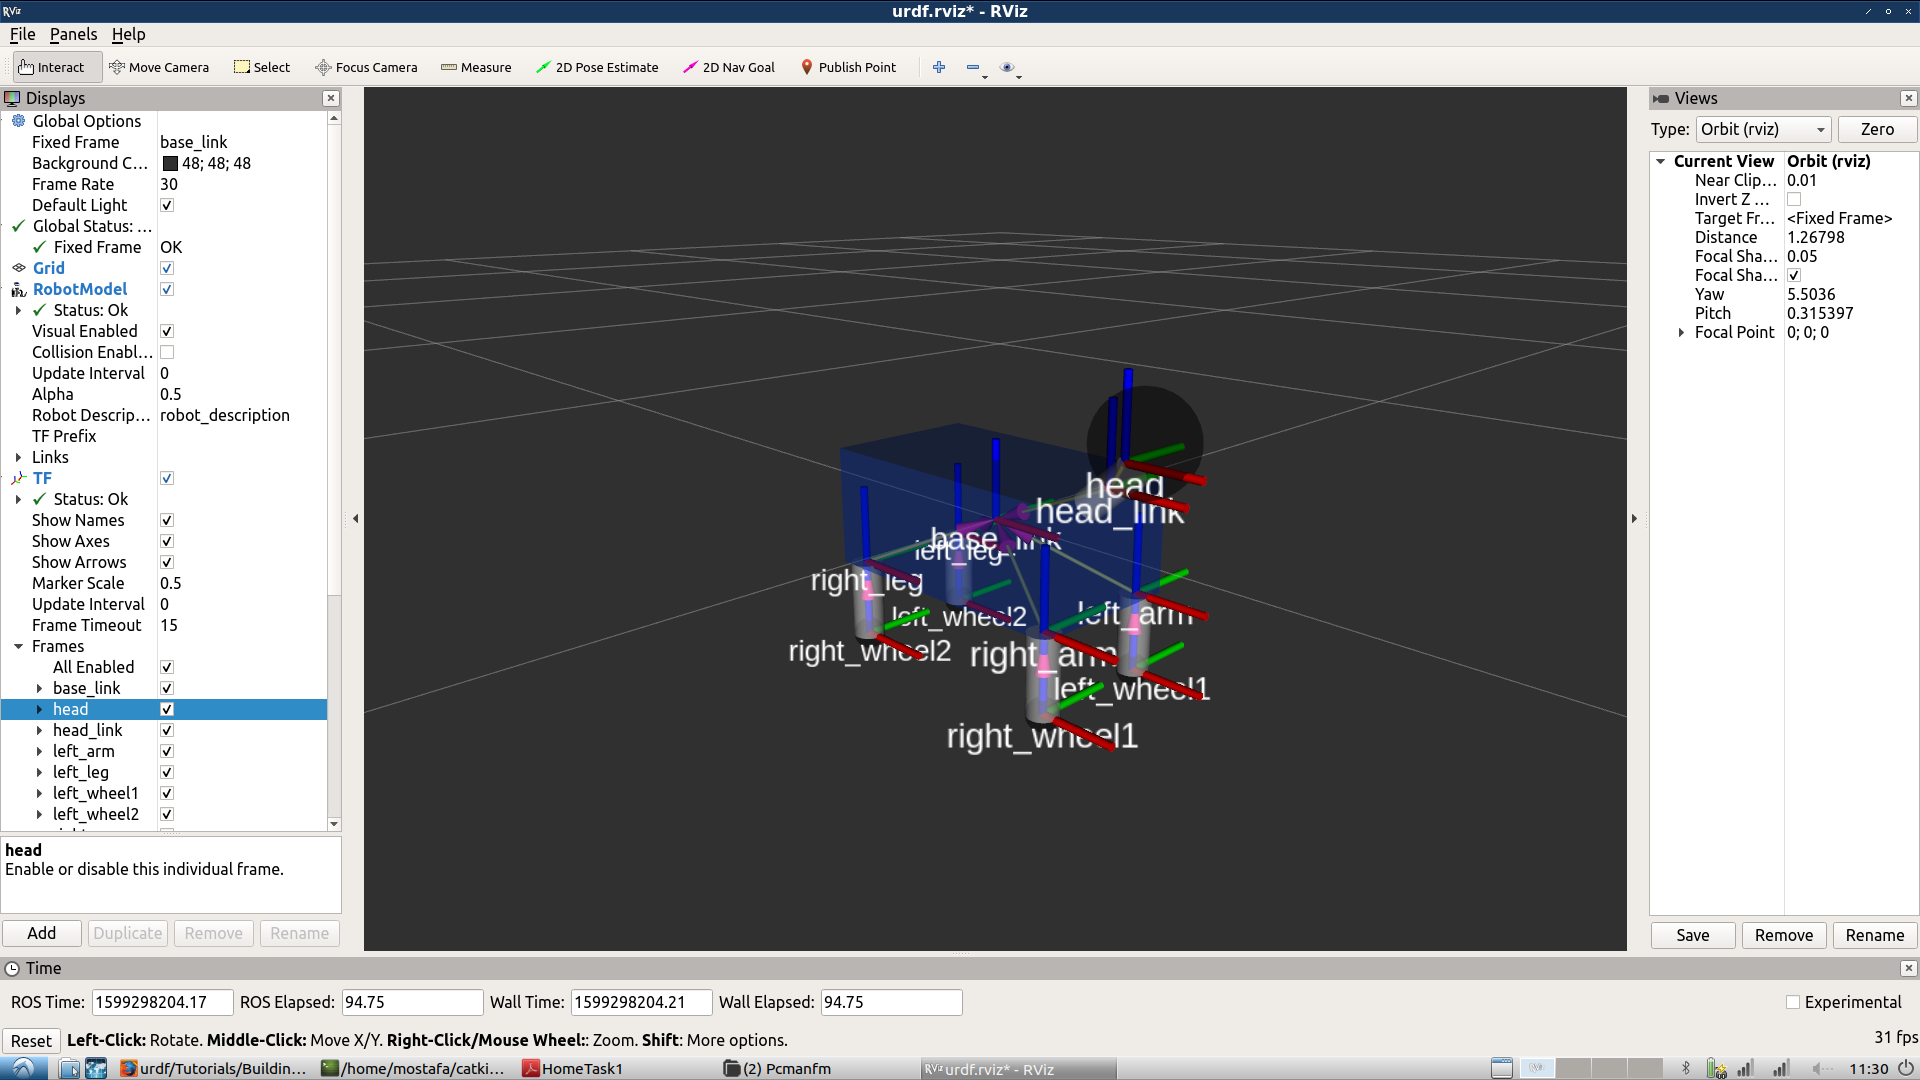 RViz
urdf.rviz* - RViz
File Panels Help
Interact Move Camera Select Focus Camera Measure 2D Pose Estimate 2D Nav Goal Publish Point
Displays
Global Options
Fixed Frame base_link
Background C... 48; 48; 48
Frame Rate 30
Default Light
Global Status: ...
Fixed Frame OK
Grid
RobotModel
Status: Ok
Visual Enabled
Collision Enabl...
Update Interval 0
Alpha 0.5
Robot Descrip... robot_description
TF Prefix
Links
TF
Status: Ok
Show Names
Show Axes
Show Arrows
Marker Scale 0.5
Update Interval 0
Frame Timeout 15
Frames
All Enabled
base_link
head
head_link
left_arm
left_leg
left_wheel1
left_wheel2
head
Enable or disable this individual frame.
Add Duplicate Remove Rename
head
head_link
base_link
left_leg
right_leg
left_wheel2
left_arm
right_wheel2
right_arm
left_wheel1
right_wheel1
Views
Type: Orbit (rviz) Zero
Current View Orbit (rviz)
Near Clip... 0.01
Invert Z ...
Target Fr... <Fixed Frame>
Distance 1.26798
Focal Sha... 0.05
Focal Sha...
Yaw 5.5036
Pitch 0.315397
Focal Point 0; 0; 0
Save Remove Rename
Time
ROS Time: 1599298204.17 ROS Elapsed: 94.75 Wall Time: 1599298204.21 Wall Elapsed: 94.75 Experimental
Reset Left-Click: Rotate. Middle-Click: Move X/Y. Right-Click/Mouse Wheel:: Zoom. Shift: More options. 31 fps
urdf/Tutorials/Buildin... /home/mostafa/catki... HomeTask1 (2) Pcmanfm RViz urdf.rviz* - RViz 11:30